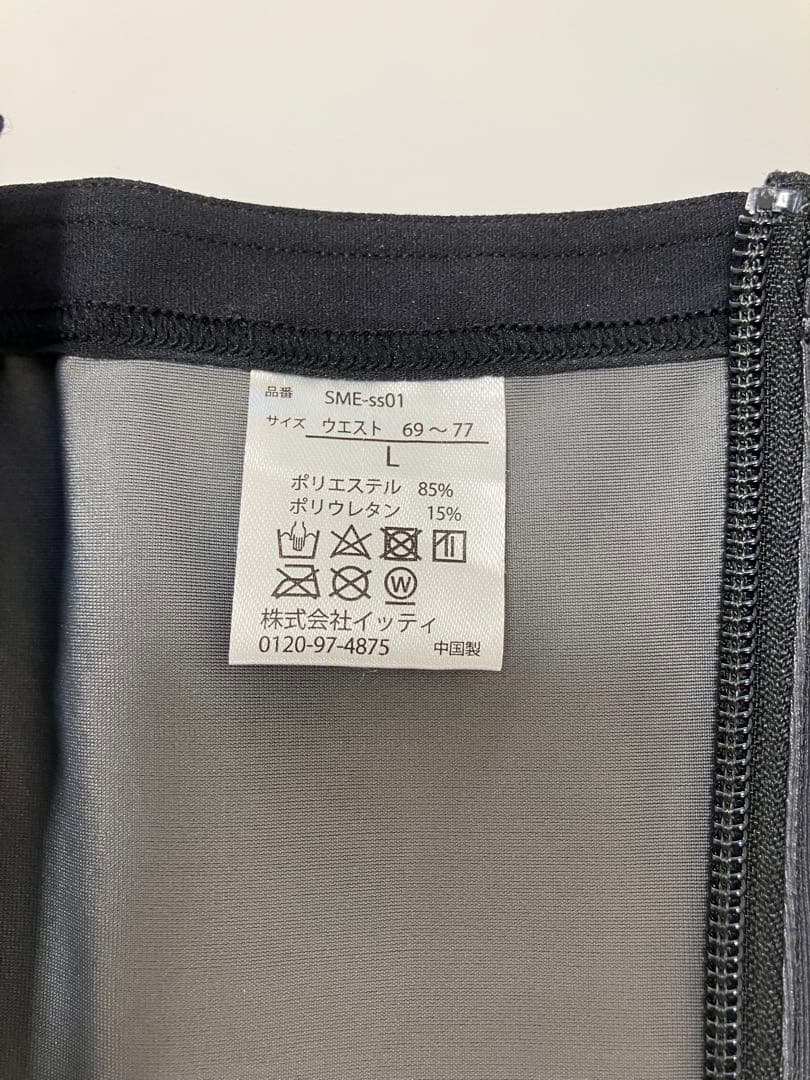 品番 SME-ss01
サイズ ウエスト 69～77
L
ポリエステル 85%
ポリウレタン 15%
W
株式会社イッティ
0120-97-4875 中国製